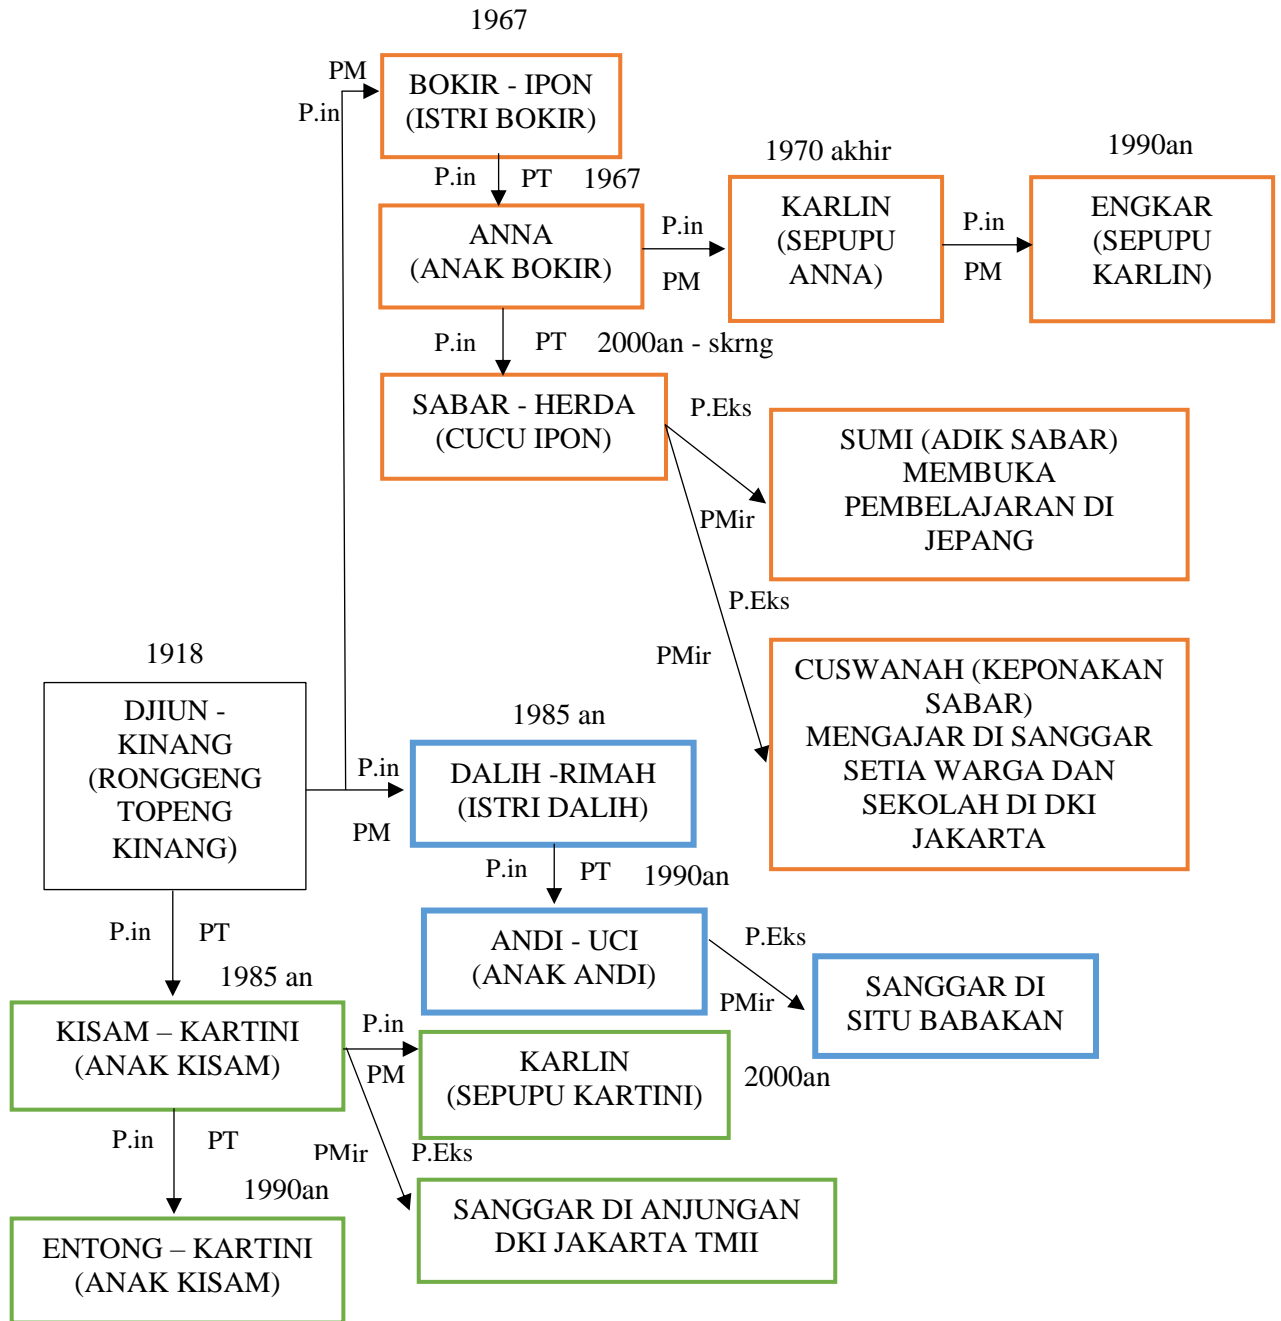 1967
PM
P.in
BOKIR - IPON
(ISTRI BOKIR)
P.in PT 1967
1970 akhir
1990an
ANNA
(ANAK BOKIR)
P.in
PM
KARLIN
(SEPUPU
ANNA)
P.in
PM
ENGKAR
(SEPUPU
KARLIN)
P.in PT 2000an - skrng
SABAR - HERDA
(CUCU IPON)
P.Eks
PMir
SUMI (ADIK SABAR)
MEMBUKA
PEMBELAJARAN DI
JEPANG
P.Eks
PMir
CUSWANAH (KEPONAKAN
SABAR)
MENGAJAR DI SANGGAR
SETIA WARGA DAN
SEKOLAH DI DKI
JAKARTA
1918
DJIUN -
KINANG
(RONGGENG
TOPENG
KINANG)
P.in
PM
1985 an
DALIH -RIMAH
(ISTRI DALIH)
P.in PT 1990an
ANDI - UCI
(ANAK ANDI)
P.Eks
PMir
SANGGAR DI
SITU BABAKAN
P.in PT
1985 an
KISAM – KARTINI
(ANAK KISAM)
P.in
PM
KARLIN
(SEPUPU KARTINI)
2000an
P.in PT
PMir P.Eks
1990an
SANGGAR DI ANJUNGAN
DKI JAKARTA TMII
ENTONG – KARTINI
(ANAK KISAM)